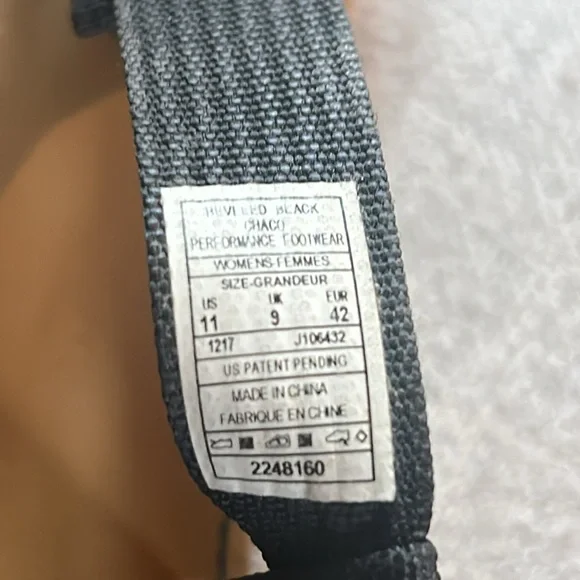 BLACK
CHACO
PERFORMANCE FOOTWEAR
WOMENS-FEMMES
SIZE-GRANDEUR
US UK EUR
11 9 42
1217 J106432
US PATENT PENDING
MADE IN CHINA
FABRIQUE EN CHINE
2248160